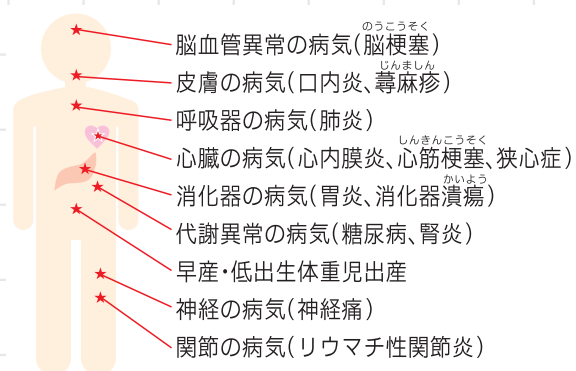 のうこうそく
脳血管異常の病気(脳梗塞)
じんましん
皮膚の病気(口内炎、蕁麻疹)
呼吸器の病気(肺炎)
しんきんこうそく
心臓の病気(心内膜炎、心筋梗塞、狭心症)
かいよう
消化器の病気(胃炎、消化器潰瘍)
代謝異常の病気(糖尿病、腎炎)
早産・低出生体重児出産
神経の病気(神経痛)
関節の病気(リウマチ性関節炎)